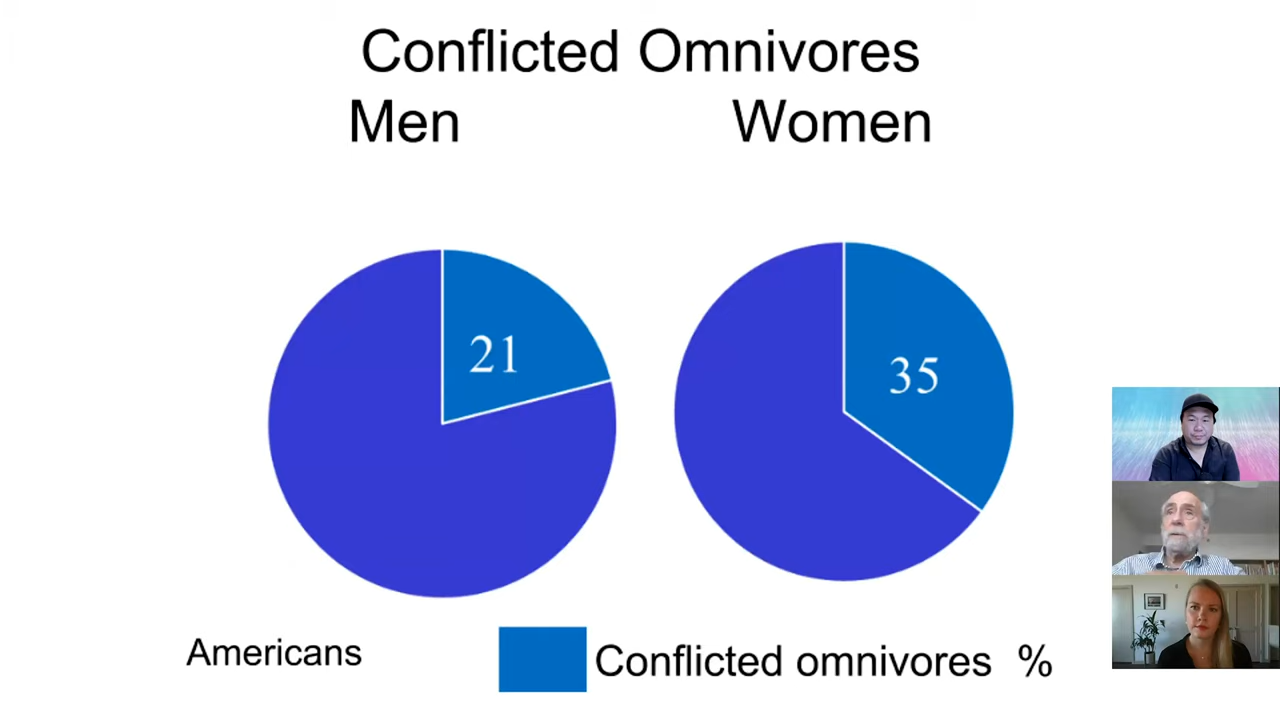 Conflicted Omnivores
Men Women
21
35
Americans
Conflicted omnivores %